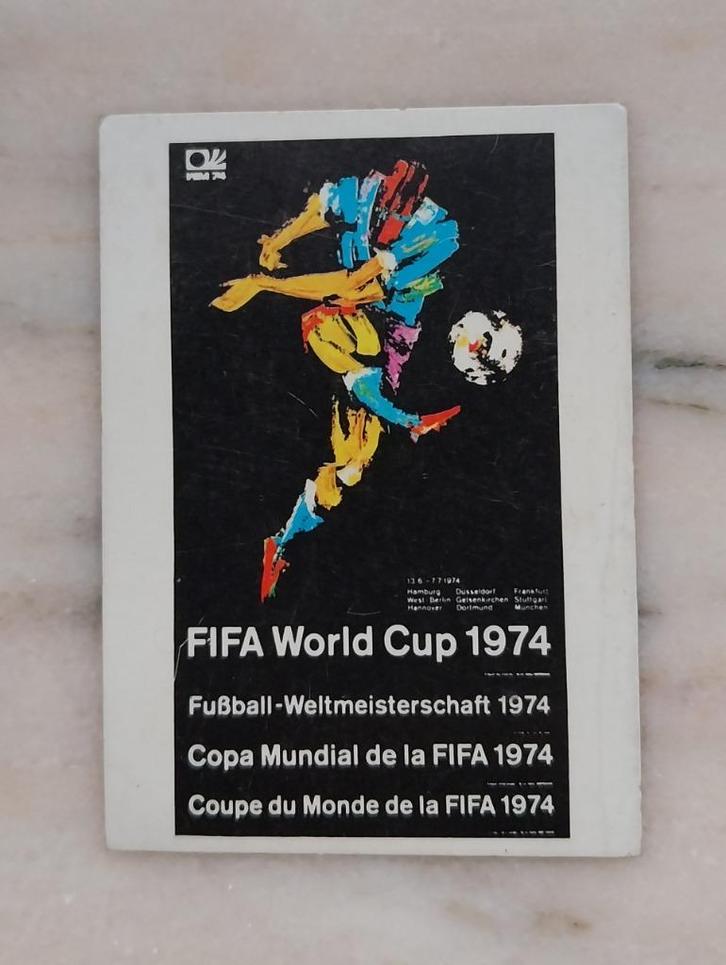 WM 74
13.6. - 7.7.1974
Hamburg Düsseldorf Frankfurt
West-Berlin Gelsenkirchen Stuttgart
Hannover Dortmund München
FIFA World Cup 1974
Fußball-Weltmeisterschaft 1974
Copa Mundial de la FIFA 1974
Coupe du Monde de la FIFA 1974